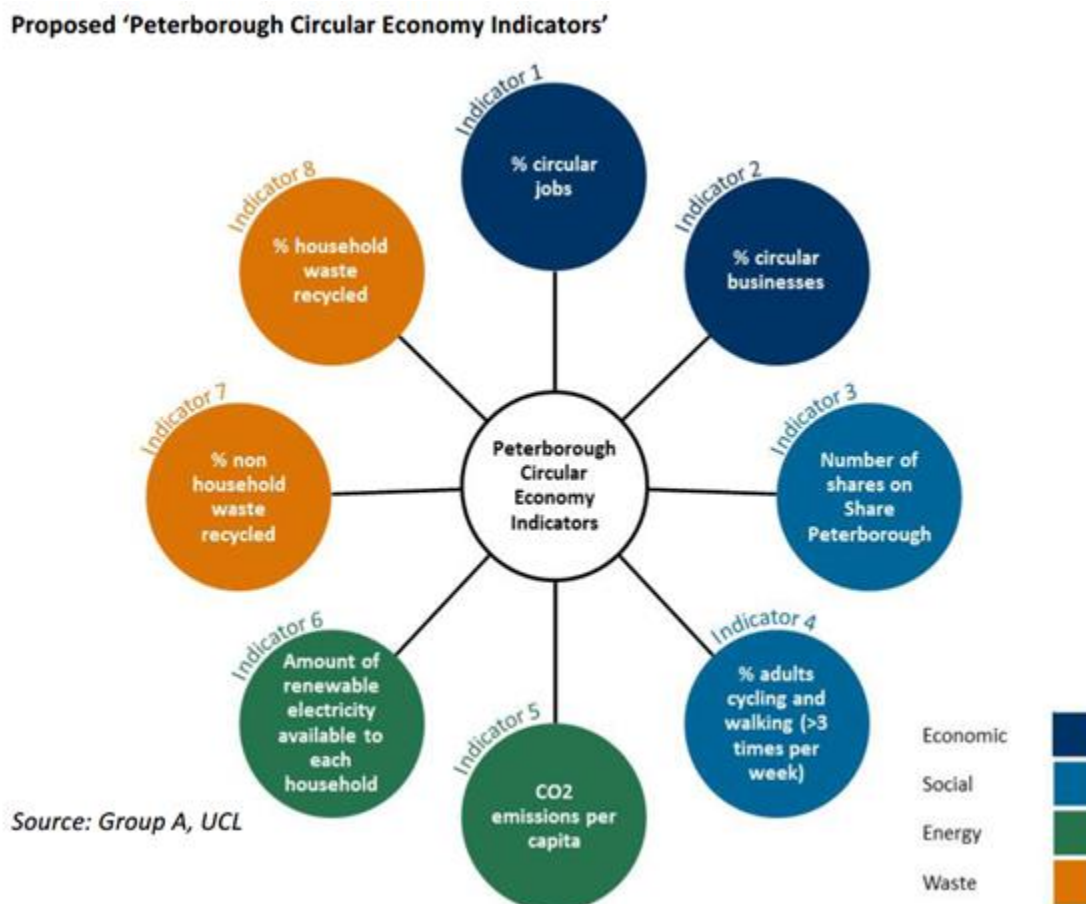 Proposed ‘Peterborough Circular Economy Indicators’
Indicator 1
% circular
jobs
Indicator 2
% circular
businesses
Indicator 3
Number of
shares on
Share
Peterborough
Indicator 4
% adults
cycling and
walking (>3
times per
week)
Indicator 5
CO2
emissions per
capita
Indicator 6
Amount of
renewable
electricity
available to
each
household
Indicator 7
% non
household
waste
recycled
Indicator 8
% household
waste
recycled
Peterborough
Circular
Economy
Indicators
Economic
Social
Energy
Waste
Source: Group A, UCL